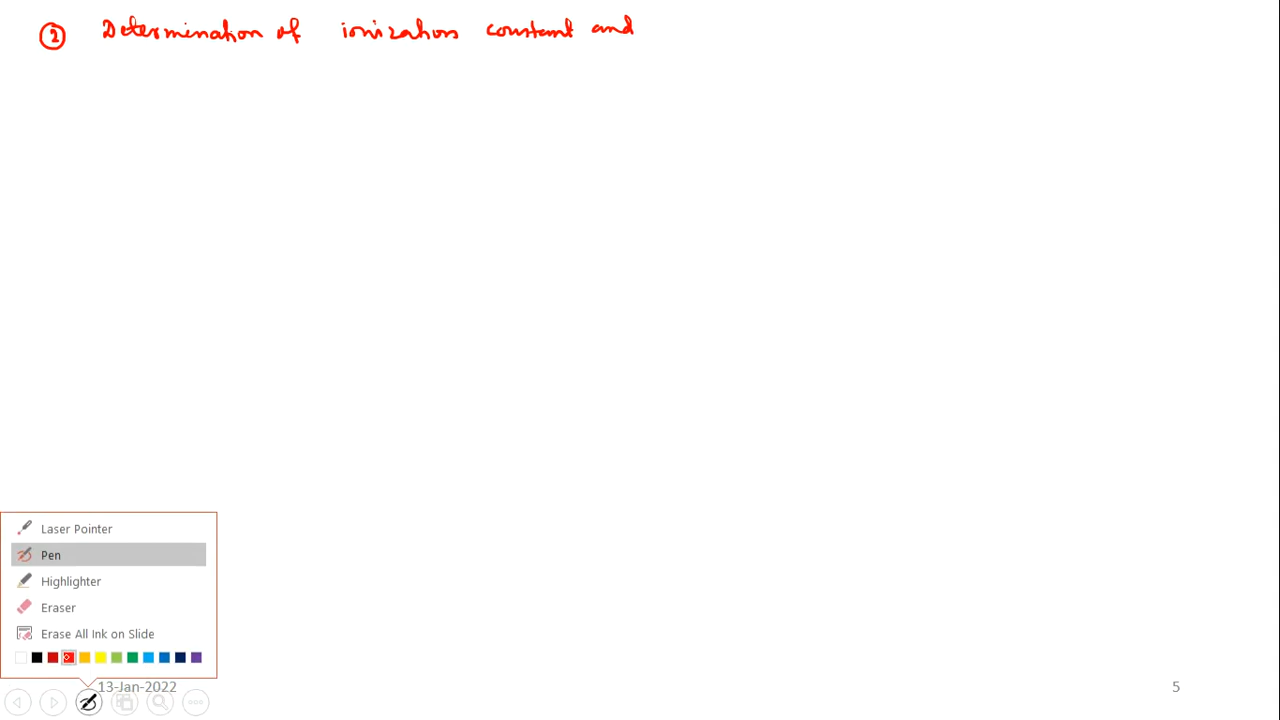 ② Determination of ionization constant and
Laser Pointer
Pen
Highlighter
Eraser
Erase All Ink on Slide
13-Jan-2022
5